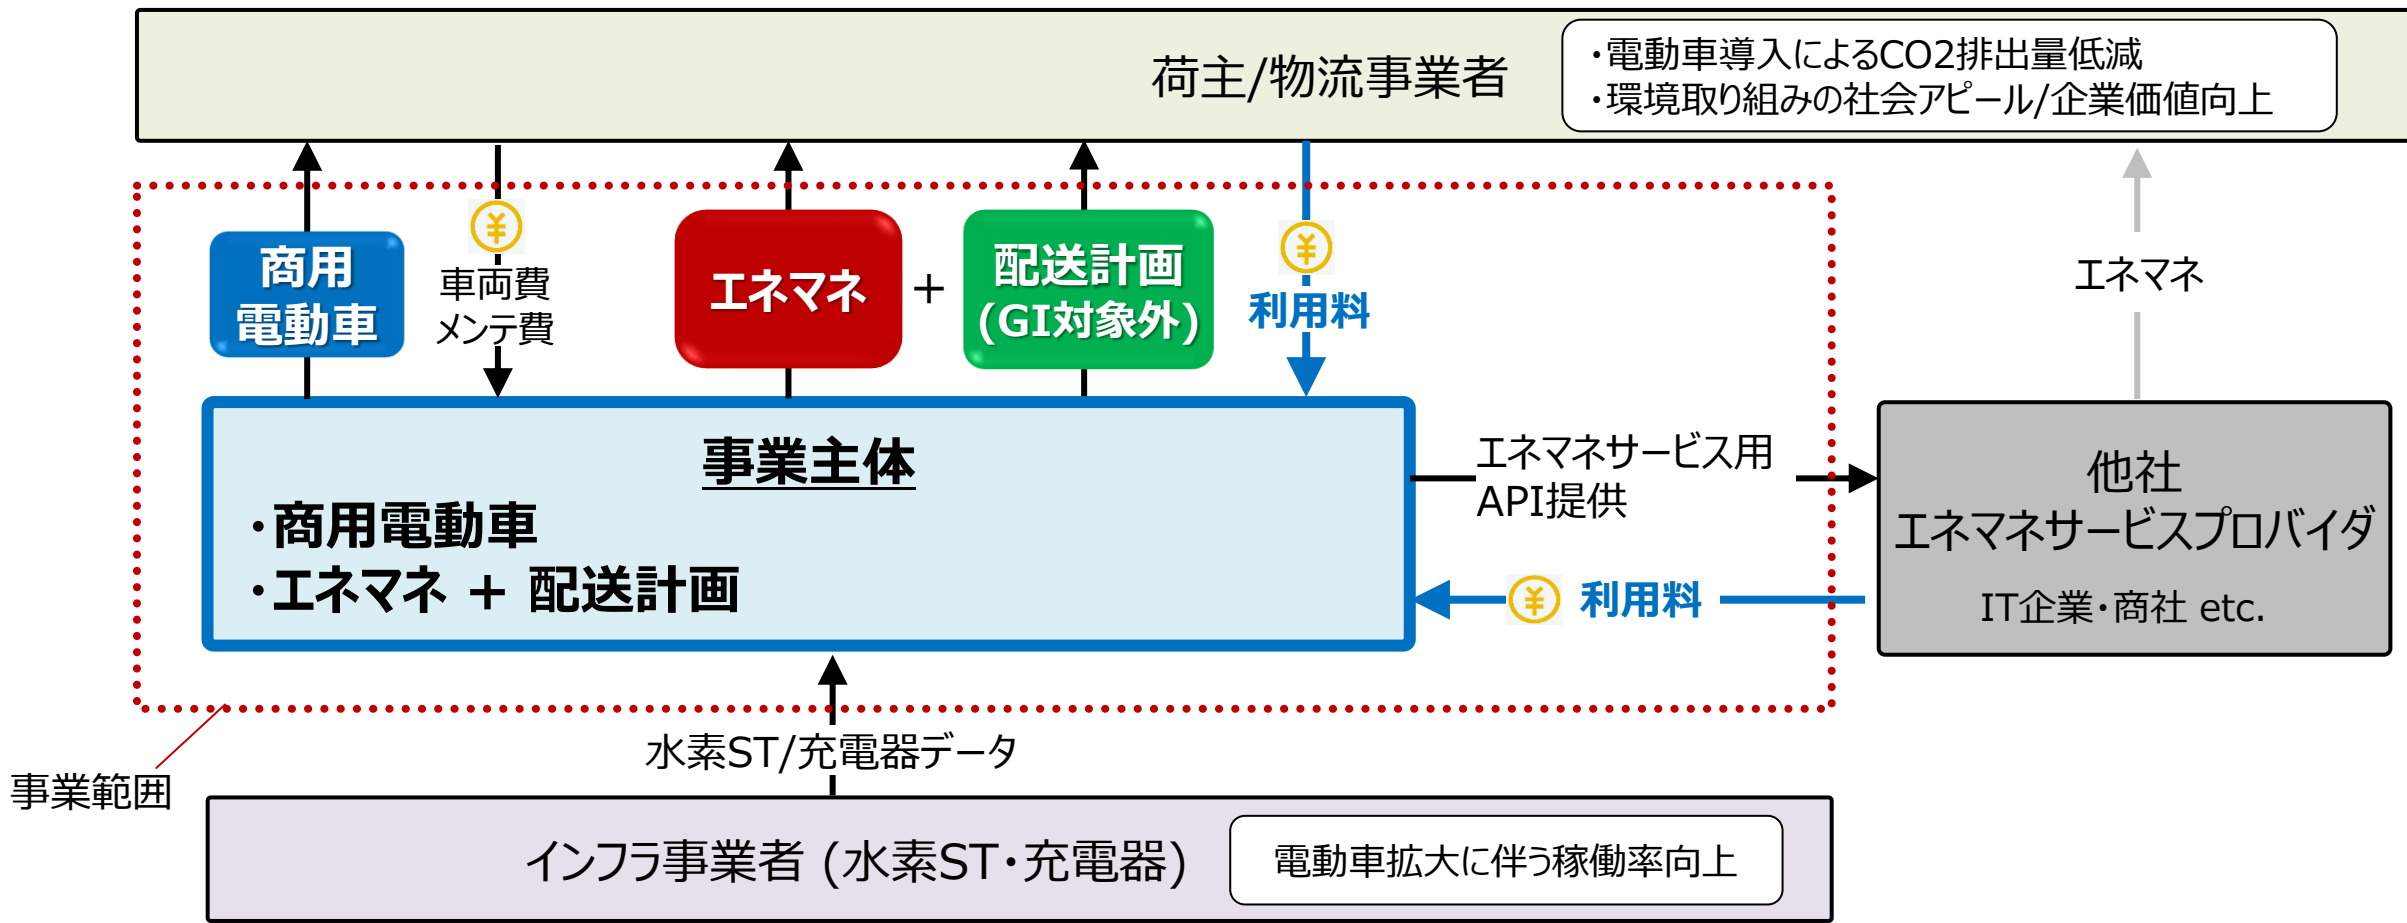 荷主/物流事業者
・電動車導入によるCO2排出量低減
・環境取り組みの社会アピール/企業価値向上
商用
電動車
¥
車両費
メンテ費
エネマネ
+
配送計画
(GI対象外)
¥
利用料
エネマネ
事業主体
・商用電動車
・エネマネ + 配送計画
エネマネサービス用
API提供
¥ 利用料
他社
エネマネサービスプロバイダ
IT企業・商社 etc.
水素ST/充電器データ
事業範囲
インフラ事業者 (水素ST・充電器)
電動車拡大に伴う稼働率向上